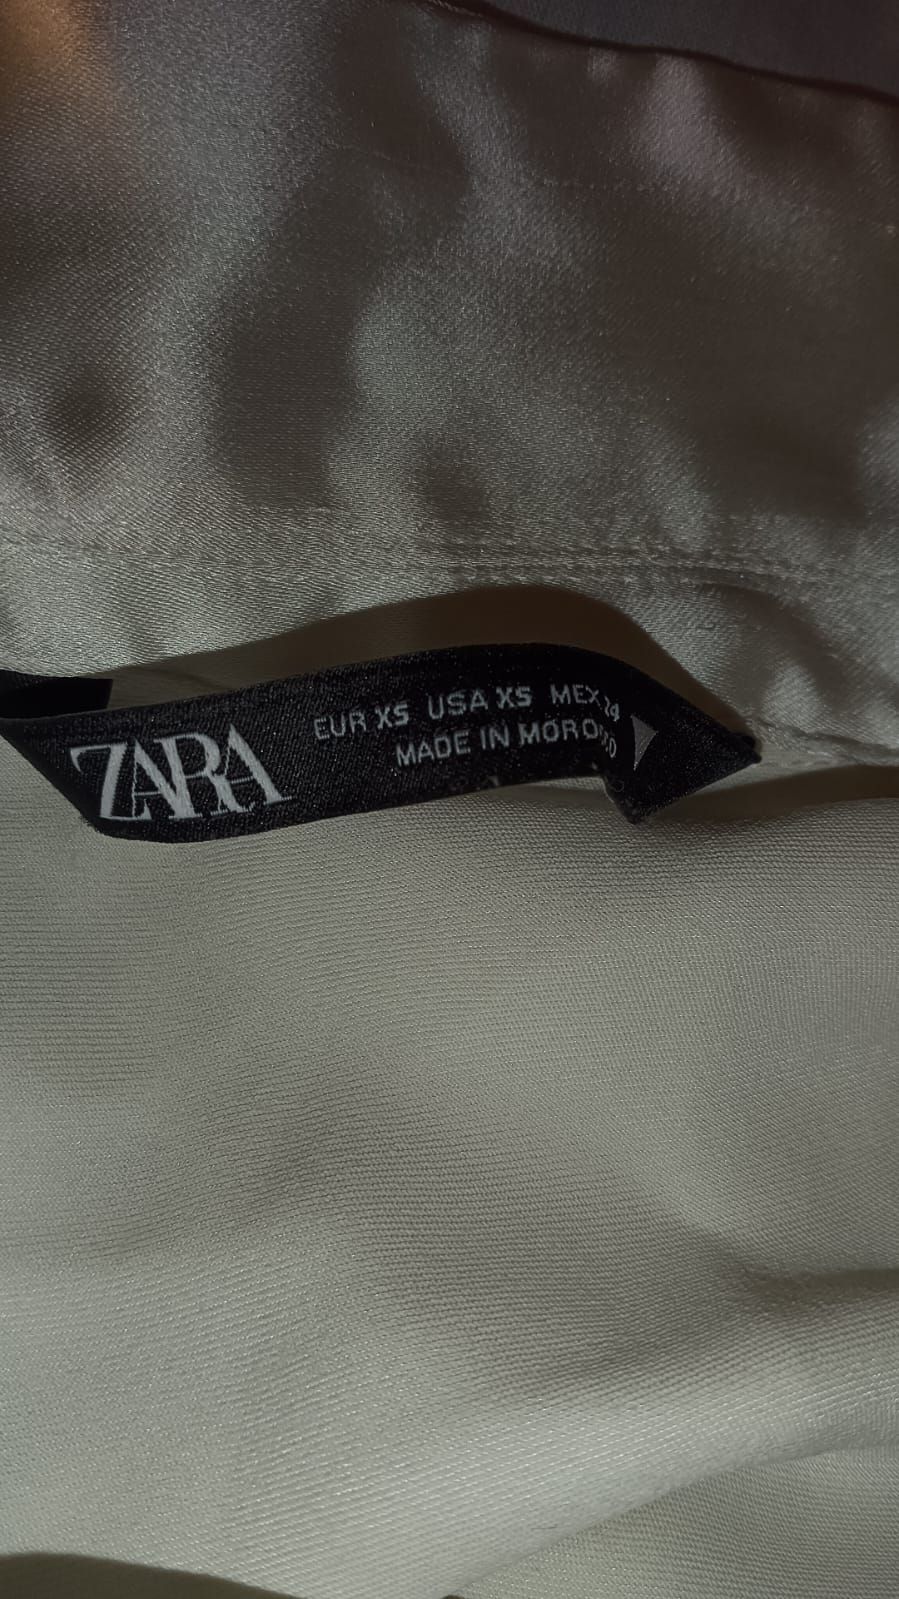 ZARA
EUR XS USA XS MEX 24
MADE IN MOROCCO